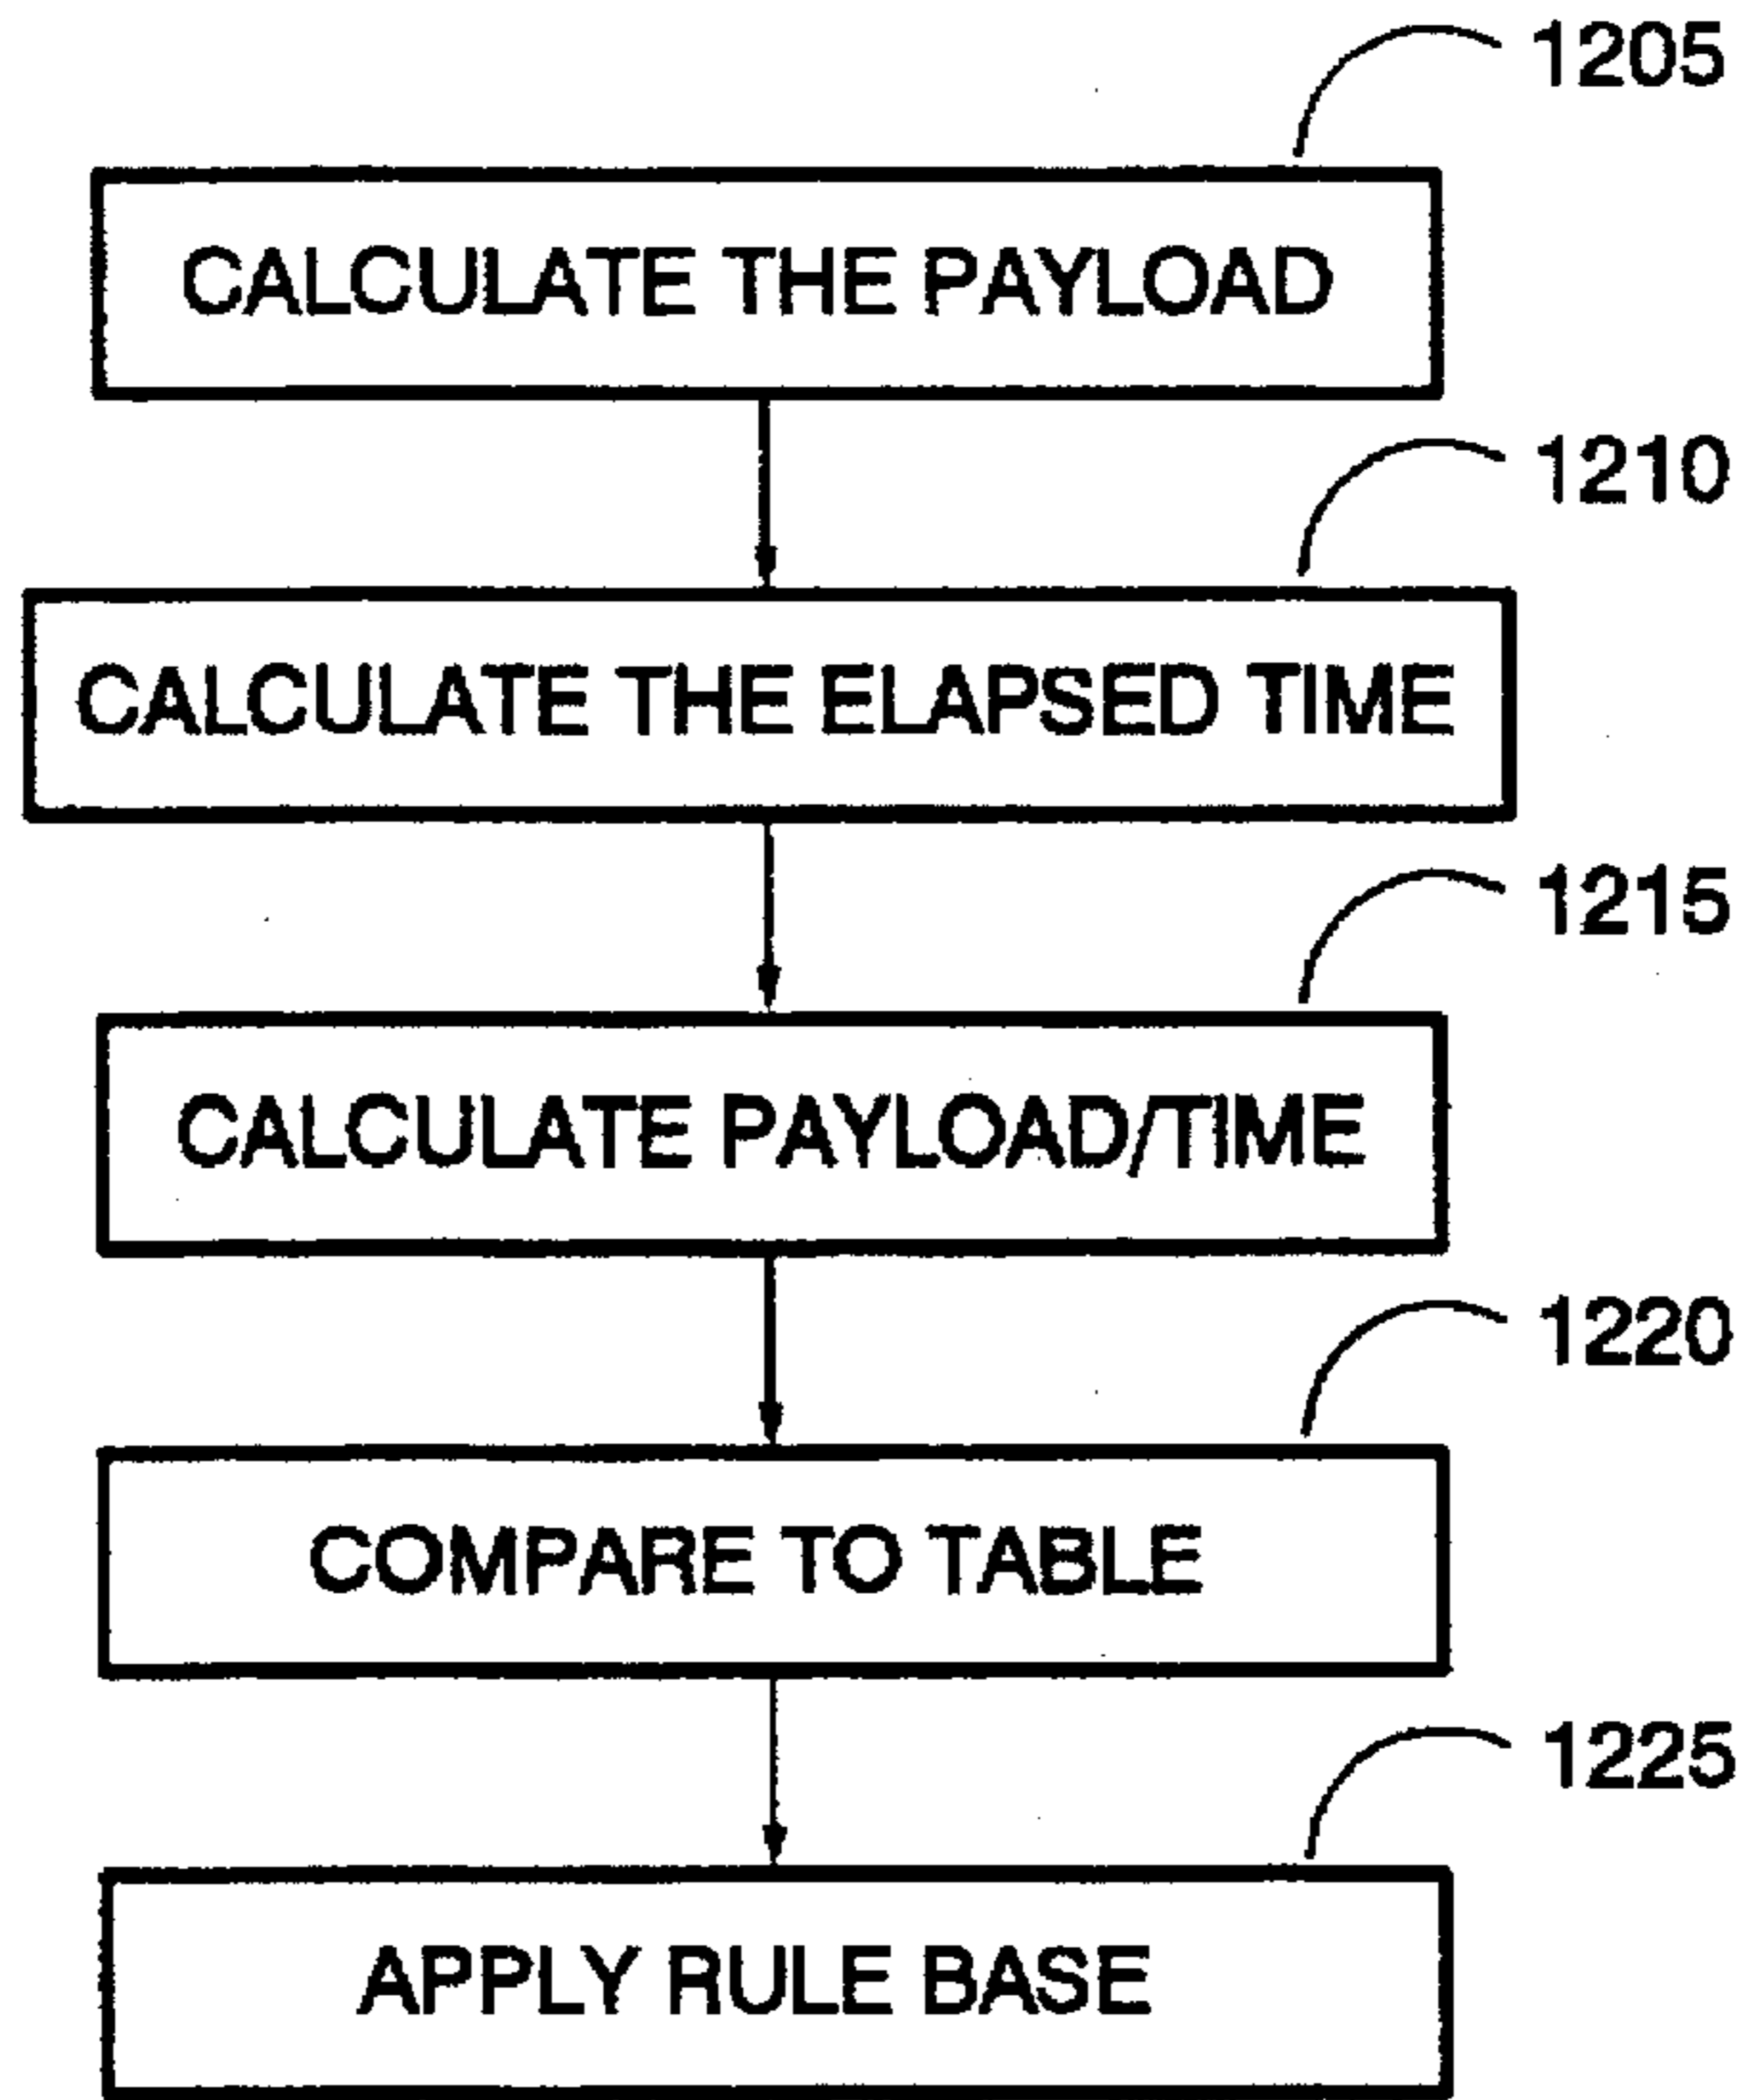 1205
CALCULATE THE PAYLOAD
1210
CALCULATE THE ELAPSED TIME
1215
CALCULATE PAYLOAD/TIME
1220
COMPARE TO TABLE
1225
APPLY RULE BASE